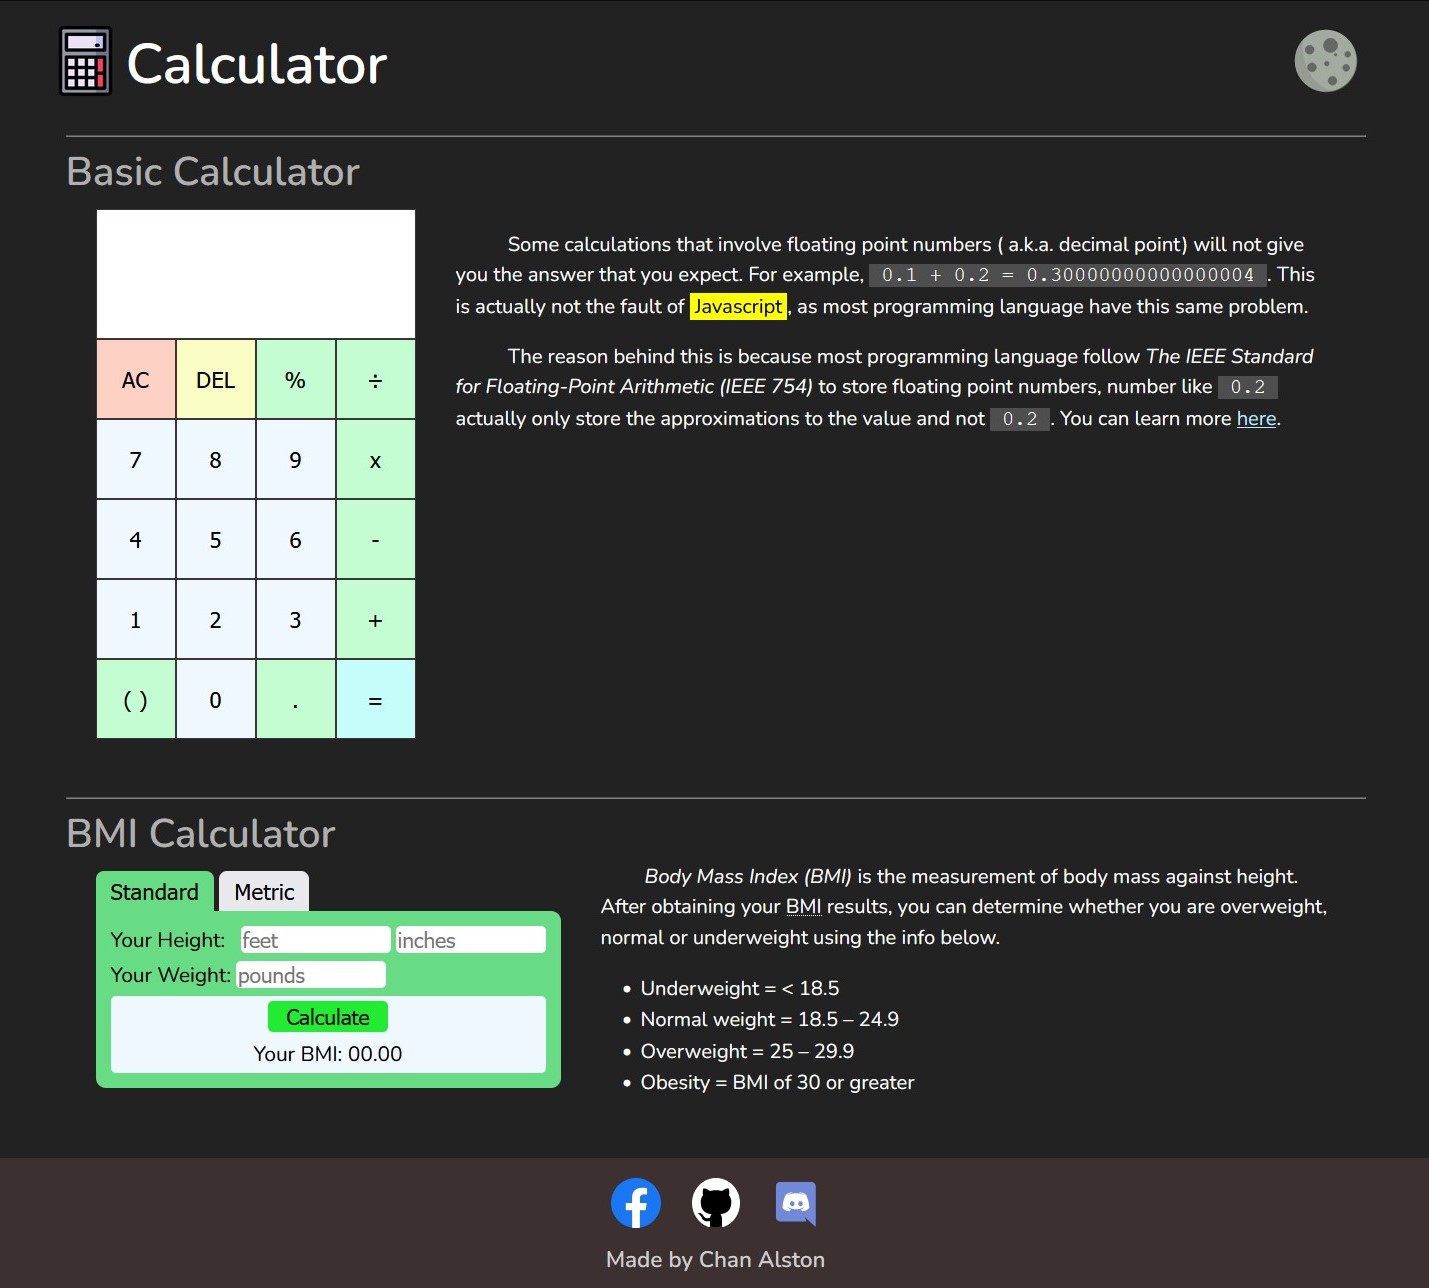 Calculator
Basic Calculator
AC DEL % ÷
7 8 9 x
4 5 6 -
1 2 3 +
( ) 0 . =
Some calculations that involve floating point numbers ( a.k.a. decimal point) will not give
you the answer that you expect. For example, 0.1 + 0.2 = 0.30000000000000004 . This
is actually not the fault of Javascript, as most programming language have this same problem.
The reason behind this is because most programming language follow The IEEE Standard
for Floating-Point Arithmetic (IEEE 754) to store floating point numbers, number like 0.2
actually only store the approximations to the value and not 0.2 . You can learn more here.
BMI Calculator
Standard Metric
Your Height: feet inches
Your Weight: pounds
Calculate
Your BMI: 00.00
Body Mass Index (BMI) is the measurement of body mass against height.
After obtaining your BMI results, you can determine whether you are overweight,
normal or underweight using the info below.
• Underweight = < 18.5
• Normal weight = 18.5 – 24.9
• Overweight = 25 – 29.9
• Obesity = BMI of 30 or greater
Made by Chan Alston